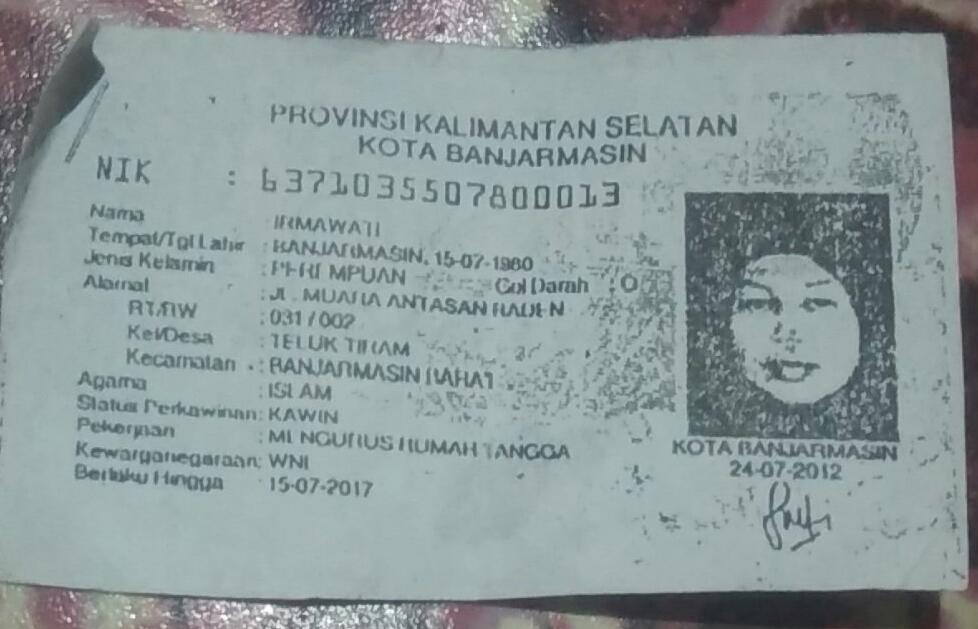 PROVINSI KALIMANTAN SELATAN
KOTA BANJARMASIN
NIK : 6371035507800013
Nama : IRMAWATI
Tempat/Tgl Lahir : BANJARMASIN, 15-07-1980
Jenis Kelamin : PEREMPUAN Gol Darah : O
Alamat : JL. MUARA ANTASAN RADEN
RT/RW : 031 / 002
Kel/Desa : TELUK TIRAM
Kecamatan : BANJARMASIN BARAT
Agama : ISLAM
Status Perkawinan: KAWIN
Pekerjaan : MENGURUS RUMAH TANGGA
Kewarganegaraan: WNI
Berlaku Hingga : 15-07-2017
KOTA BANJARMASIN
24-07-2012